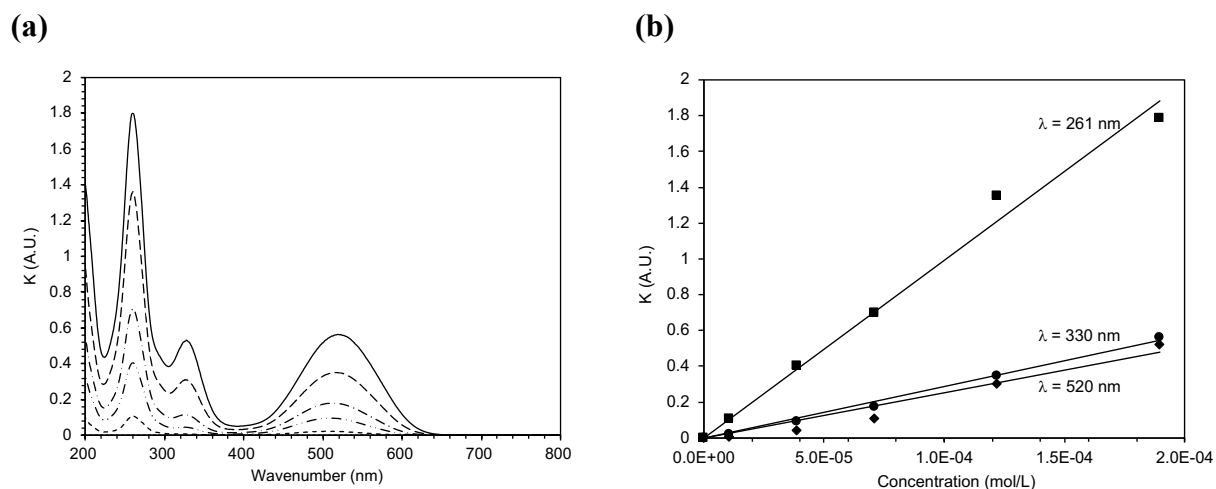 (a)
K (A.U.)
2
1.8
1.6
1.4
1.2
1
0.8
0.6
0.4
0.2
0
200 300 400 500 600 700 800
Wavenumber (nm)
(b)
K (A.U.)
2
1.8
1.6
1.4
1.2
1
0.8
0.6
0.4
0.2
0
λ = 261 nm
λ = 330 nm
λ = 520 nm
0.0E+00 5.0E-05 1.0E-04 1.5E-04 2.0E-04
Concentration (mol/L)